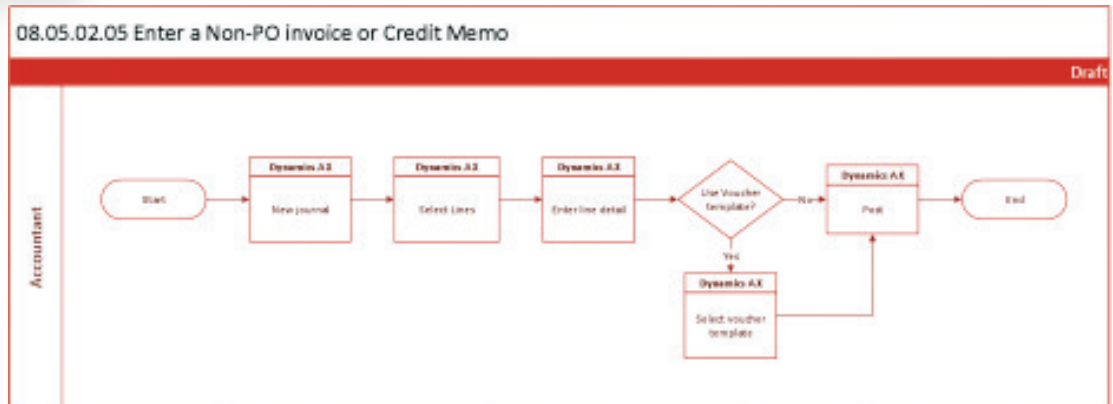 08.05.02.05 Enter a Non-PO invoice or Credit Memo
Draft
Accountant
Start
Dynamics AX
New journal
Dynamics AX
Select Lines
Dynamics AX
Enter line detail
Use Voucher
template?
No
Yes
Dynamics AX
Select voucher
template
Dynamics AX
Post
End